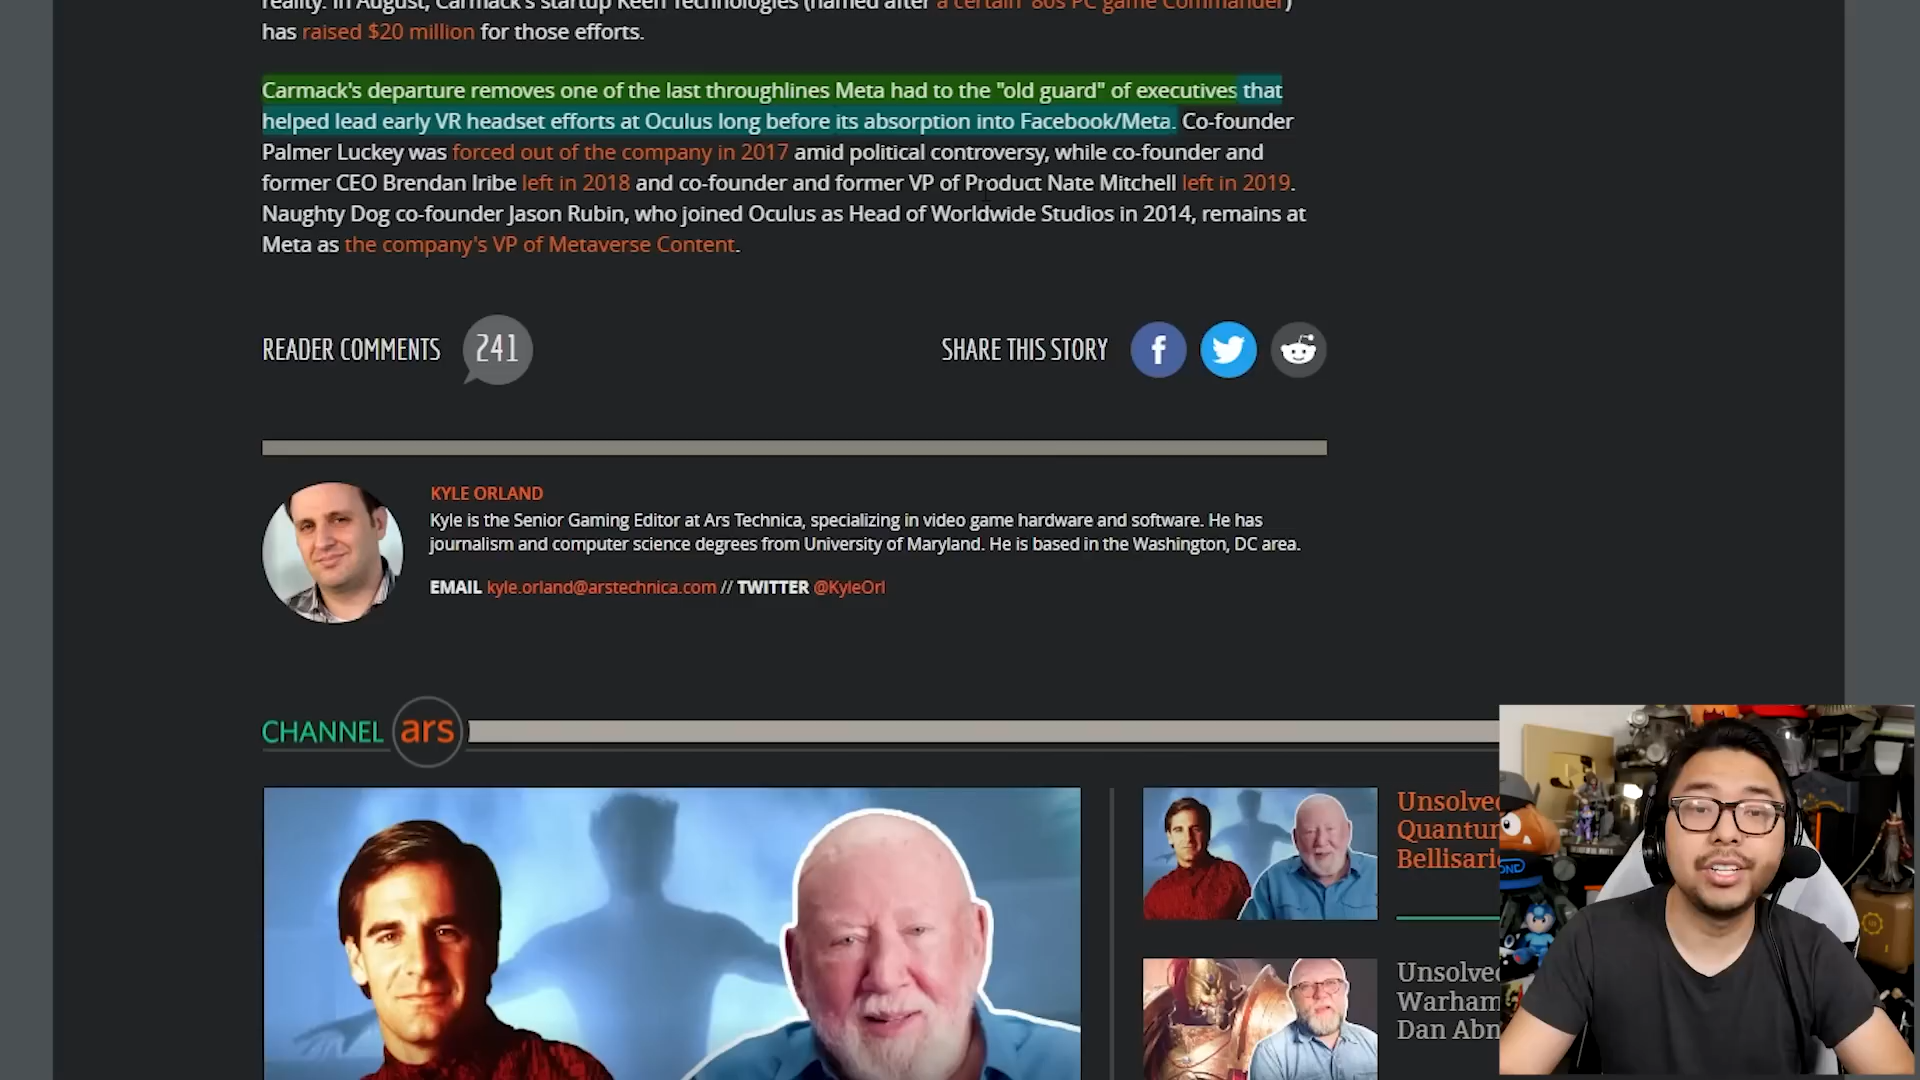 reality. In August, Carmack's startup Keen Technologies (named after a certain '80s PC game Commander)
has raised $20 million for those efforts.
Carmack's departure removes one of the last throughlines Meta had to the "old guard" of executives that
helped lead early VR headset efforts at Oculus long before its absorption into Facebook/Meta. Co-founder
Palmer Luckey was forced out of the company in 2017 amid political controversy, while co-founder and
former CEO Brendan Iribe left in 2018 and co-founder and former VP of Product Nate Mitchell left in 2019.
Naughty Dog co-founder Jason Rubin, who joined Oculus as Head of Worldwide Studios in 2014, remains at
Meta as the company's VP of Metaverse Content.
READER COMMENTS 241
SHARE THIS STORY
KYLE ORLAND
Kyle is the Senior Gaming Editor at Ars Technica, specializing in video game hardware and software. He has
journalism and computer science degrees from University of Maryland. He is based in the Washington, DC area.
EMAIL kyle.orland@arstechnica.com // TWITTER @KyleOrl
CHANNEL ars
Unsolved
Quantum
Bellisari
Unsolved
Warham
Dan Abn